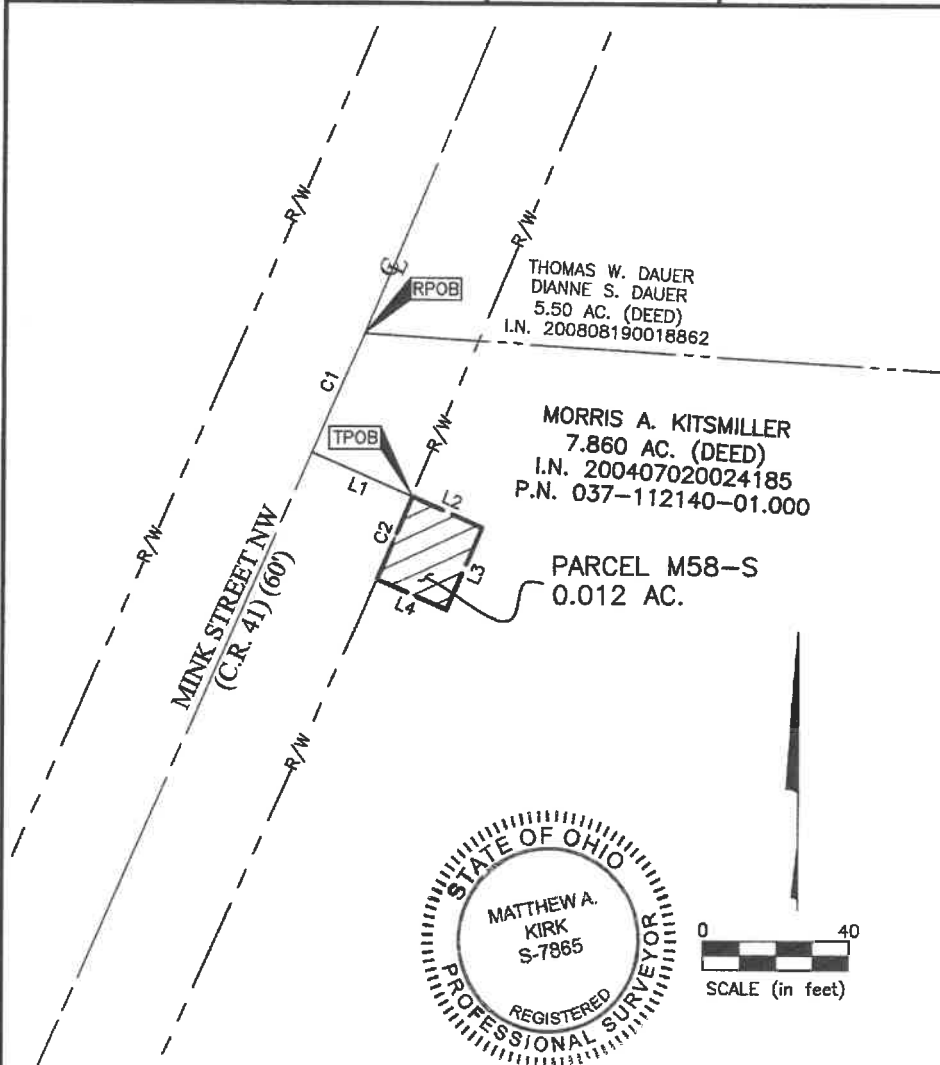 R/W
R/W
℄
RPOB
THOMAS W. DAUER
DIANNE S. DAUER
5.50 AC. (DEED)
I.N. 200808190018862
C1
TPOB
R/W
MORRIS A. KITSMILLER
7.860 AC. (DEED)
I.N. 200407020024185
P.N. 037-112140-01.000
L1
L2
C2
R/W
L3
L4
PARCEL M58-S
0.012 AC.
MINK STREET NW
(C.R. 41) (60')
R/W
STATE OF OHIO
MATTHEW A.
KIRK
S-7865
REGISTERED
PROFESSIONAL SURVEYOR
0 40
SCALE (in feet)